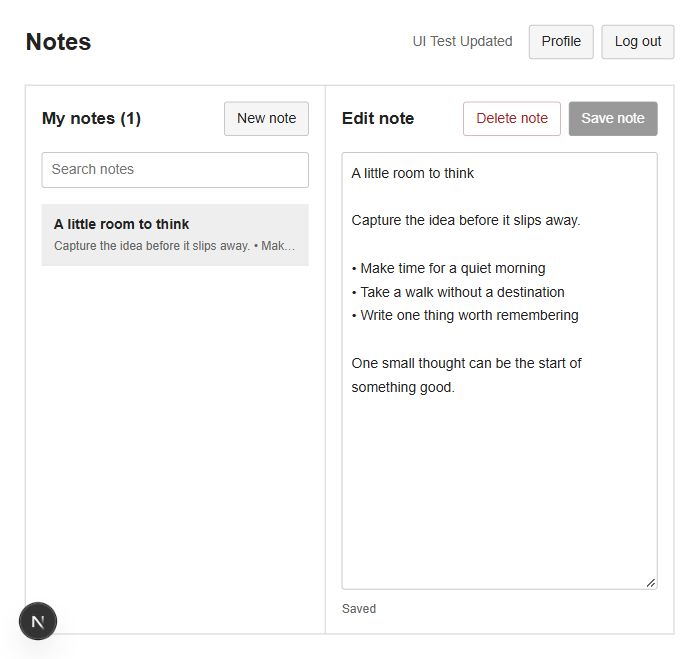 Notes
UI Test Updated
Profile
Log out
My notes (1)
New note
Search notes
A little room to think
Capture the idea before it slips away. • Mak...
Edit note
Delete note
Save note
A little room to think
Capture the idea before it slips away.
• Make time for a quiet morning
• Take a walk without a destination
• Write one thing worth remembering
One small thought can be the start of
something good.
Saved
N